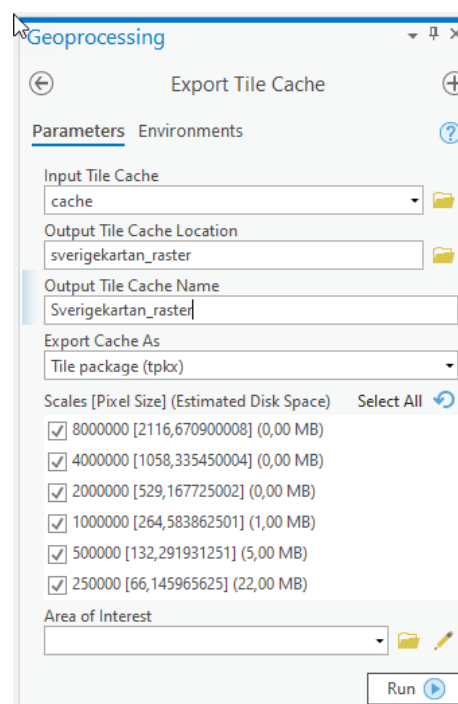 Geoprocessing
Export Tile Cache
Parameters Environments
Input Tile Cache
cache
Output Tile Cache Location
sverigekartan_raster
Output Tile Cache Name
Sverigekartan_raster
Export Cache As
Tile package (tpkx)
Scales [Pixel Size] (Estimated Disk Space) Select All
8000000 [2116,670900008] (0,00 MB)
4000000 [1058,335450004] (0,00 MB)
2000000 [529,167725002] (0,00 MB)
1000000 [264,583862501] (1,00 MB)
500000 [132,291931251] (5,00 MB)
250000 [66,145965625] (22,00 MB)
Area of Interest
Run